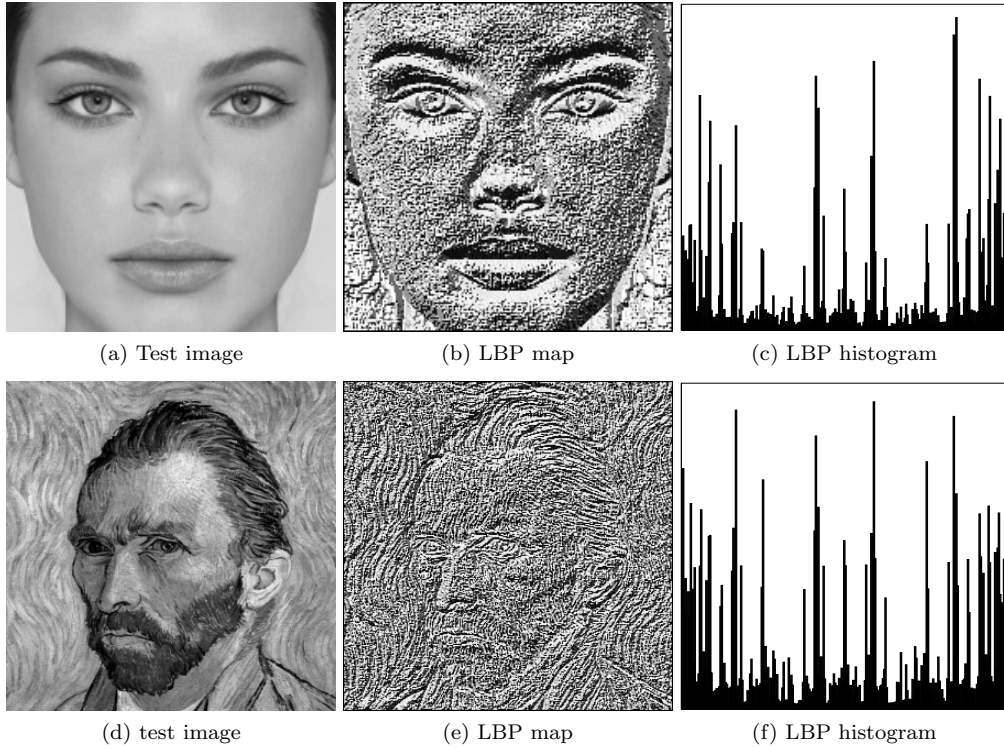 (a) Test image
(b) LBP map
(c) LBP histogram
(d) test image
(e) LBP map
(f) LBP histogram